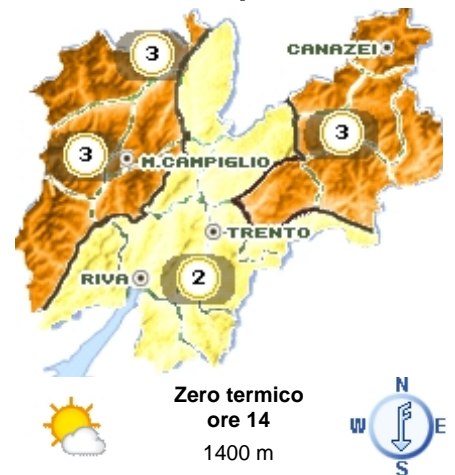 3
CANAZEI
3
3
M.CAMPIGLIO
TRENTO
RIVA
2
Zero termico
ore 14
1400 m
N
W E
S